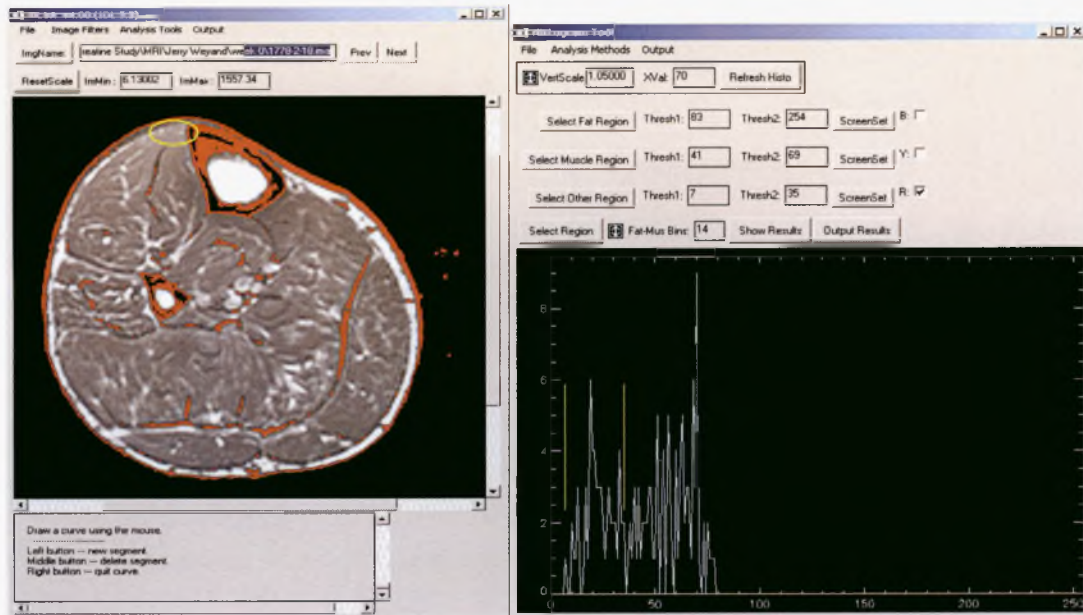 File Image Filters Analysis Tools Output
ImgName: Prev Next
ResetScale ImMin: 6.13002 ImMax: 1557.34
Draw a curve using the mouse.
Left button -- new segment.
Middle button -- delete segment.
Right button -- quit curve.
File Analysis Methods Output
VertScale 1.05000 XVal: 70 Refresh Histo
Select Fat Region Thresh1: 83 Thresh2: 254 ScreenSet B:
Select Muscle Region Thresh1: 41 Thresh2: 69 ScreenSet Y:
Select Other Region Thresh1: 7 Thresh2: 35 ScreenSet R:
Select Region Fat-Mus Bins: 14 Show Results Output Results
8
6
4
2
0
0 50 100 150 200 250